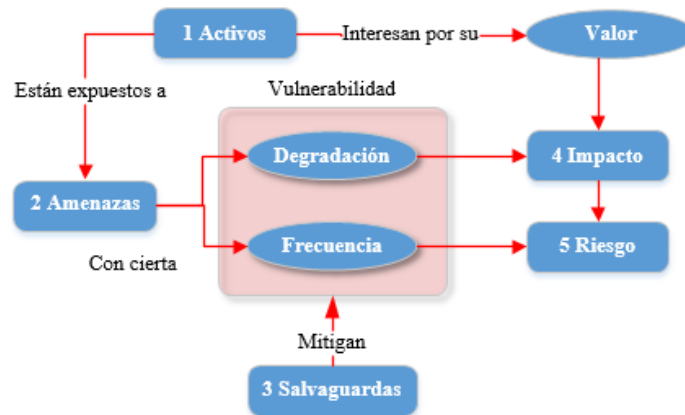 1 Activos
Interesan por su
Valor
Están expuestos a
Vulnerabilidad
Degradación
4 Impacto
2 Amenazas
Con cierta
Frecuencia
5 Riesgo
Mitigan
3 Salvaguardas